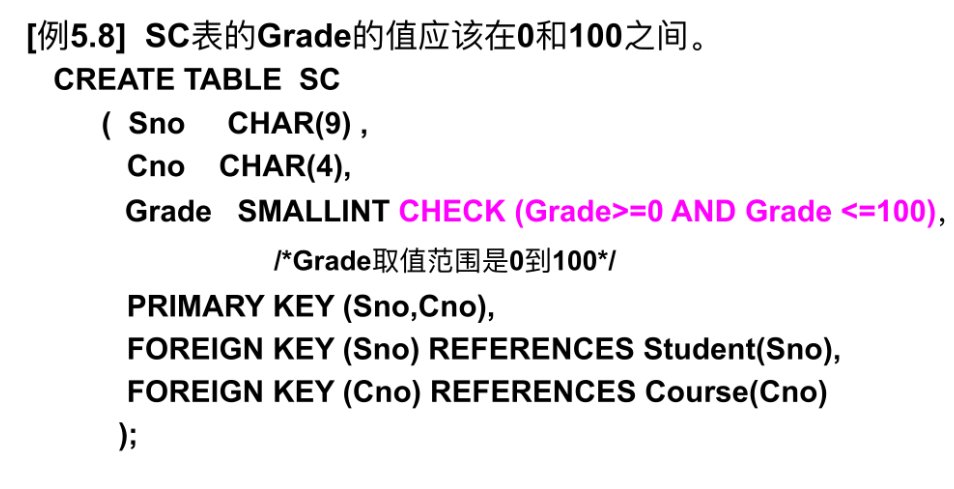 [例5.8] SC表的Grade的值应该在0和100之间。
CREATE TABLE SC
( Sno CHAR(9) ,
Cno CHAR(4),
Grade SMALLINT CHECK (Grade>=0 AND Grade <=100)，
/*Grade取值范围是0到100*/
PRIMARY KEY (Sno,Cno),
FOREIGN KEY (Sno) REFERENCES Student(Sno),
FOREIGN KEY (Cno) REFERENCES Course(Cno)
);